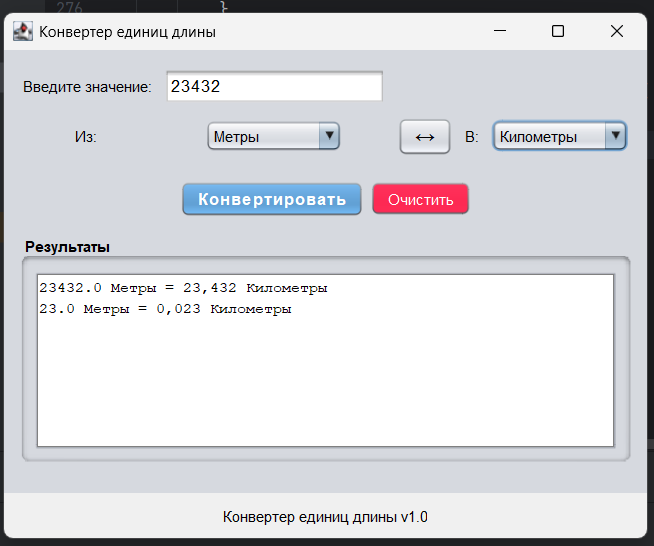 276 }
Конвертер единиц длины
Введите значение: 23432
Из: Метры ↔ В: Километры
Конвертировать Очистить
Результаты
23432.0 Метры = 23,432 Километры
23.0 Метры = 0,023 Километры
Конвертер единиц длины v1.0